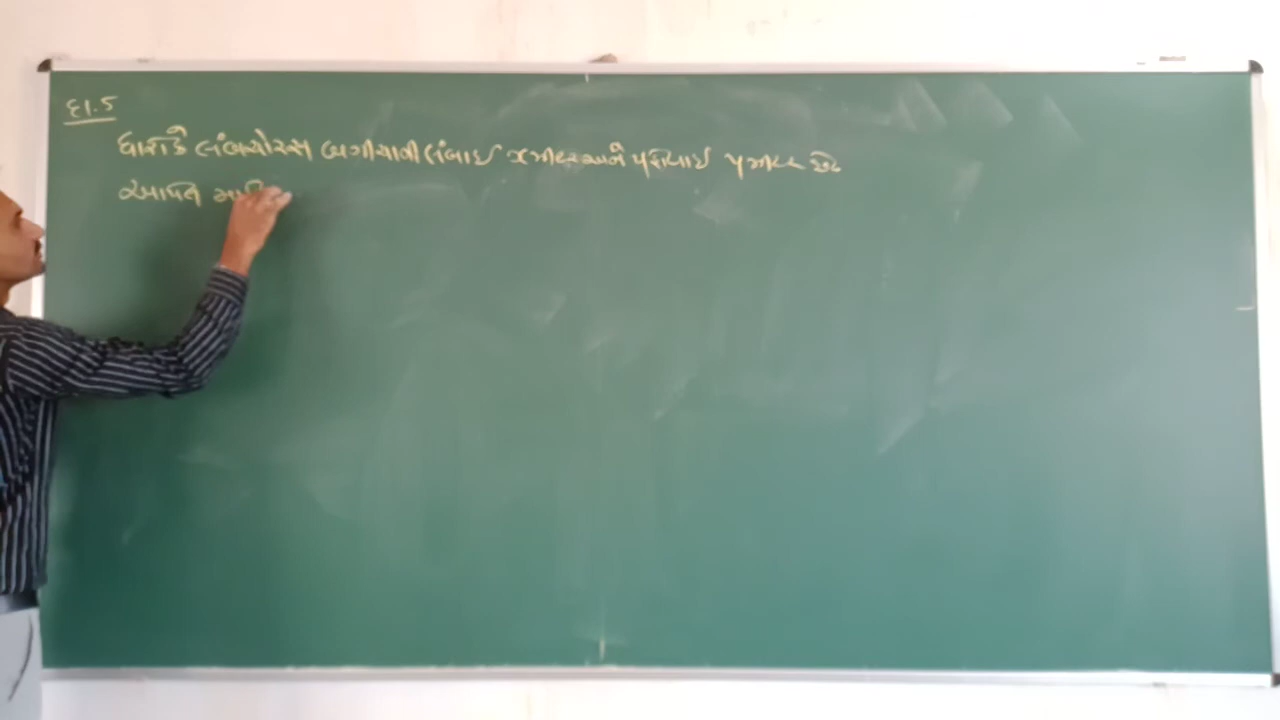 દા.5
ધારોકે લંબચોરસ બગીચાની લંબાઈ x મીટર અને પહોળાઈ y મીટર છે
આપેલ માહિ